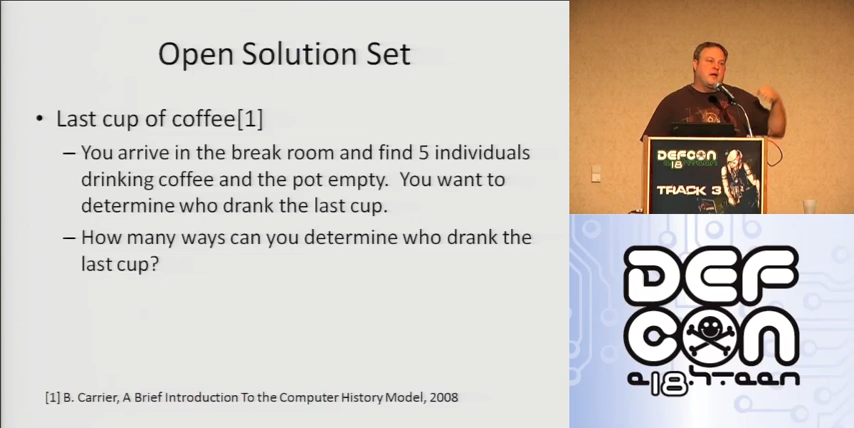 Open Solution Set
• Last cup of coffee[1]
– You arrive in the break room and find 5 individuals
drinking coffee and the pot empty. You want to
determine who drank the last cup.
– How many ways can you determine who drank the
last cup?
[1] B. Carrier, A Brief Introduction To the Computer History Model, 2008
DEFCON
18
TRACK 3
DEF
CON
e18h.teen